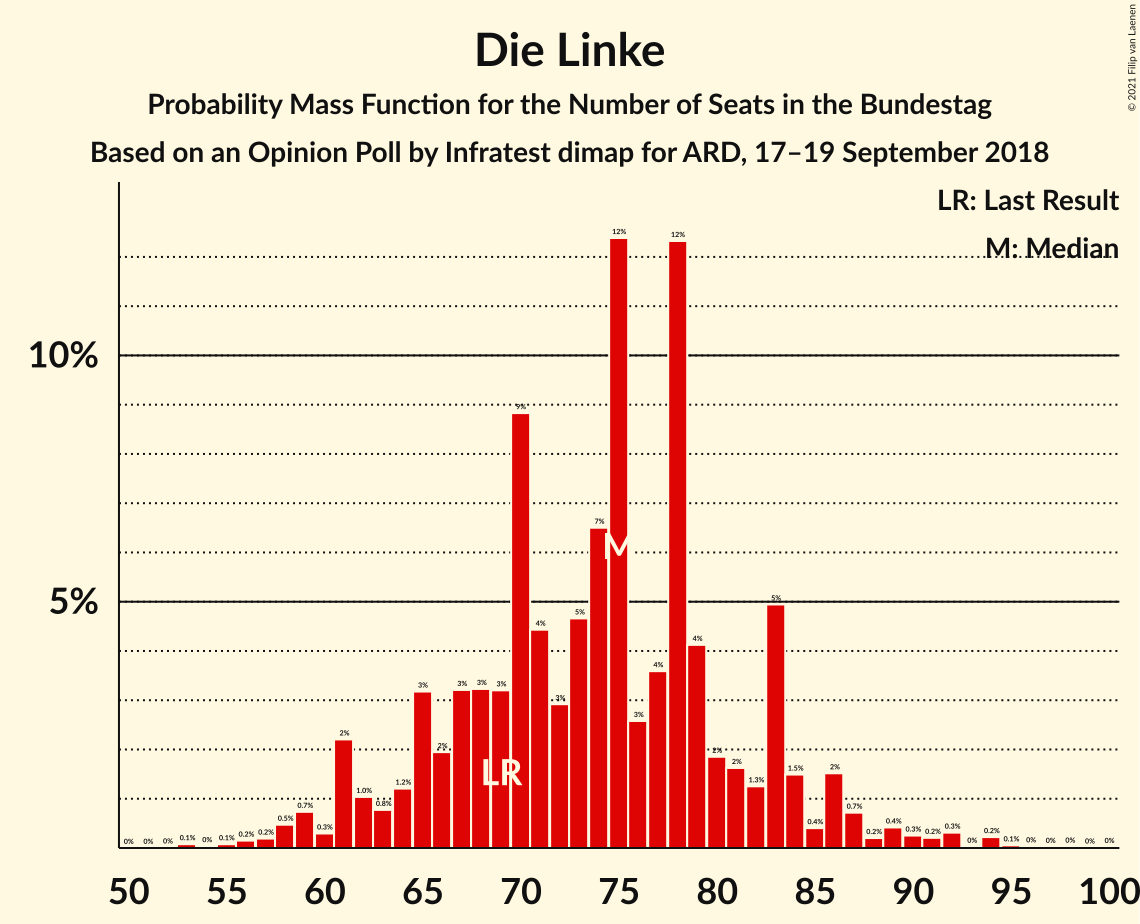 © 2021 Filip van Laenen
Die Linke
Probability Mass Function for the Number of Seats in the Bundestag
Based on an Opinion Poll by Infratest dimap for ARD, 17–19 September 2018
LR: Last Result
M: Median
10%
5%
0% 0% 0% 0.1% 0% 0.1% 0.2% 0.2% 0.5% 0.7% 0.3% 2% 1.0% 0.8% 1.2% 3% 2% 3% 3% 3% 9% 4% 3% 5% 7% 12% 3% 4% 12% 4% 2% 2% 1.3% 5% 1.5% 0.4% 2% 0.7% 0.2% 0.4% 0.3% 0.2% 0.3% 0% 0.2% 0.1% 0% 0% 0% 0% 0%
M
LR
50 55 60 65 70 75 80 85 90 95 100